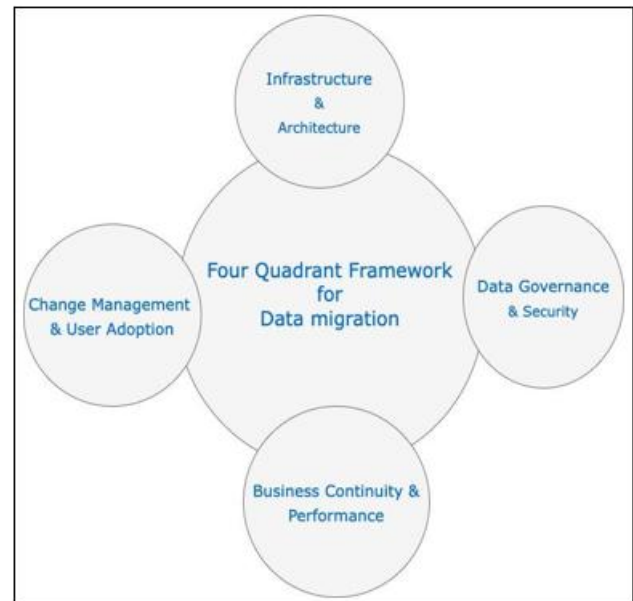 Infrastructure
&
Architecture
Four Quadrant Framework
for
Data migration
Data Governance
& Security
Change Management
& User Adoption
Business Continuity &
Performance